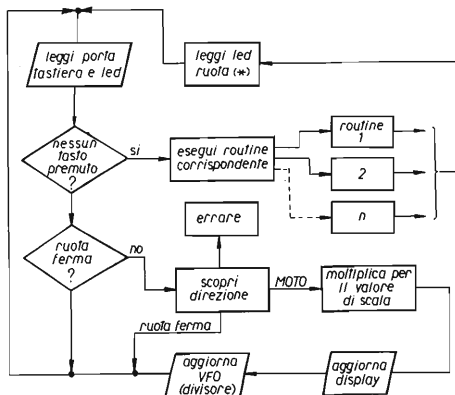 leggi porta
tastiera e led
leggi led
ruota (*)
nessun
tasto
premuto
?
si
esegui routine
corrispondente
routine
1
2
n
errare
ruota
ferma
?
no
scopri
direzione
MOTO
moltiplica per
il valore
di scala
ruota ferma
aggiorna
VFO
(divisore)
aggiorna
display